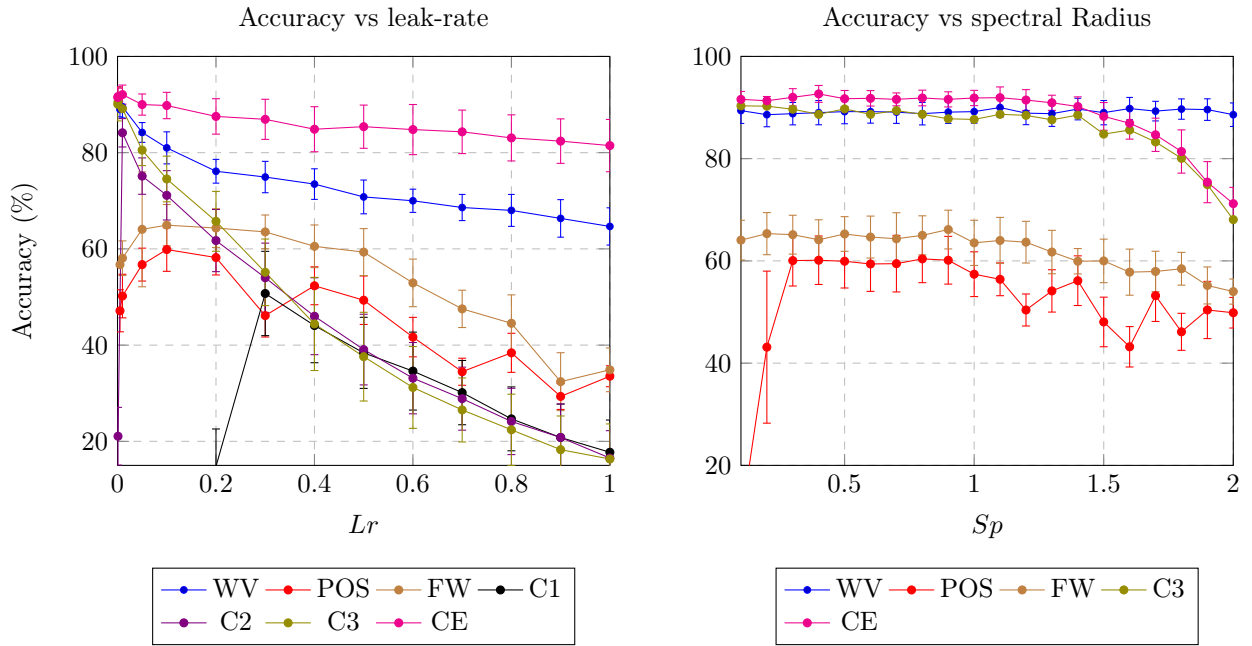 Accuracy vs leak-rate
100
80
60
40
20
0
0.2
0.4
0.6
0.8
1
Accuracy (%)
Lr
WV POS FW C1
C2 C3 CE
Accuracy vs spectral Radius
100
80
60
40
20
0.5
1
1.5
2
Sp
WV POS FW C3
CE